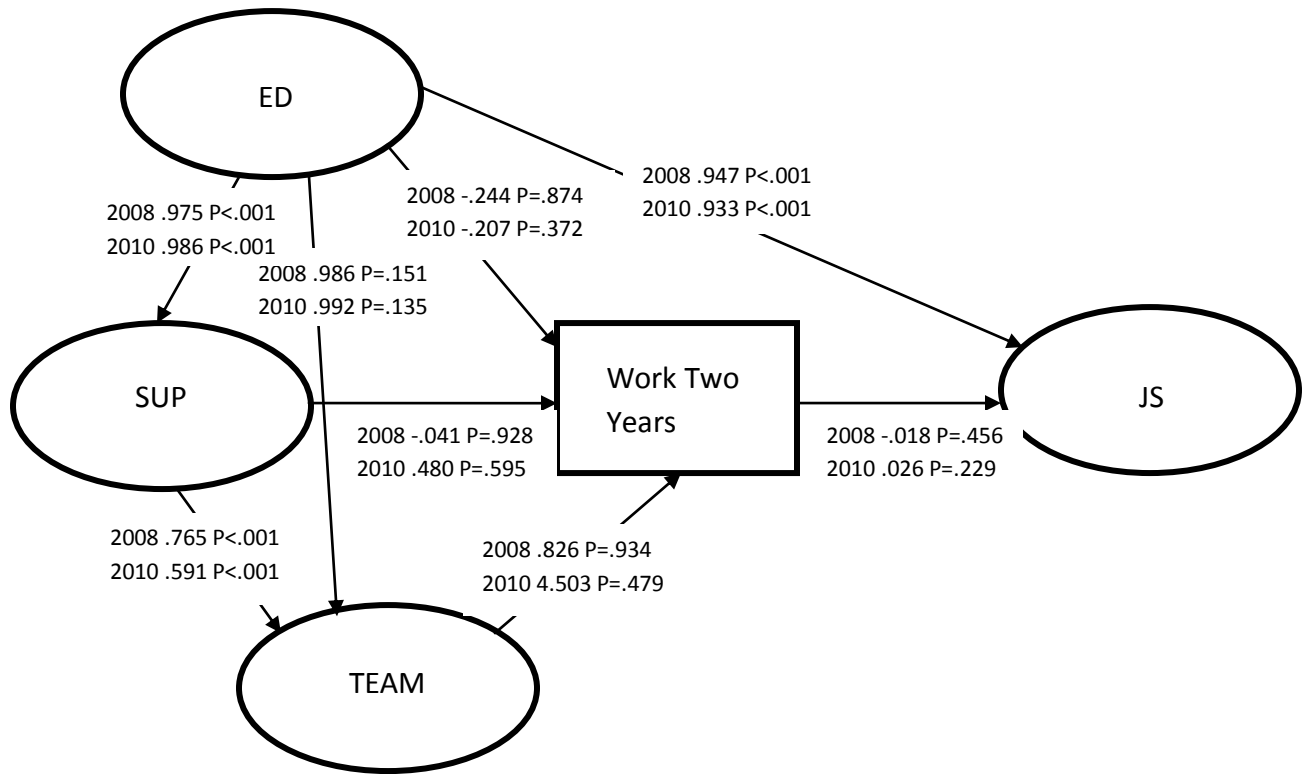 ED
2008 .947 P<.001
2010 .933 P<.001
2008 -.244 P=.874
2010 -.207 P=.372
2008 .975 P<.001
2010 .986 P<.001
2008 .986 P=.151
2010 .992 P=.135
SUP
Work Two
Years
JS
2008 -.041 P=.928
2010 .480 P=.595
2008 -.018 P=.456
2010 .026 P=.229
2008 .765 P<.001
2010 .591 P<.001
2008 .826 P=.934
2010 4.503 P=.479
TEAM